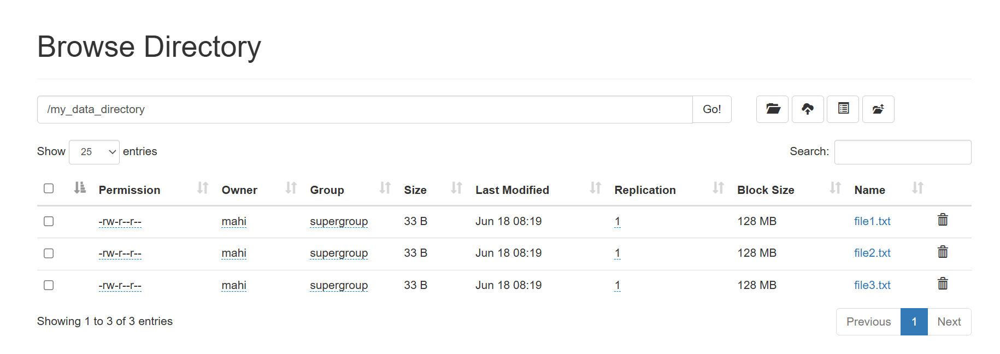 Browse Directory
/my_data_directory Go!
Show 25 entries Search:
Permission Owner Group Size Last Modified Replication Block Size Name
-rw-r--r-- mahi supergroup 33 B Jun 18 08:19 1 128 MB file1.txt
-rw-r--r-- mahi supergroup 33 B Jun 18 08:19 1 128 MB file2.txt
-rw-r--r-- mahi supergroup 33 B Jun 18 08:19 1 128 MB file3.txt
Showing 1 to 3 of 3 entries Previous 1 Next